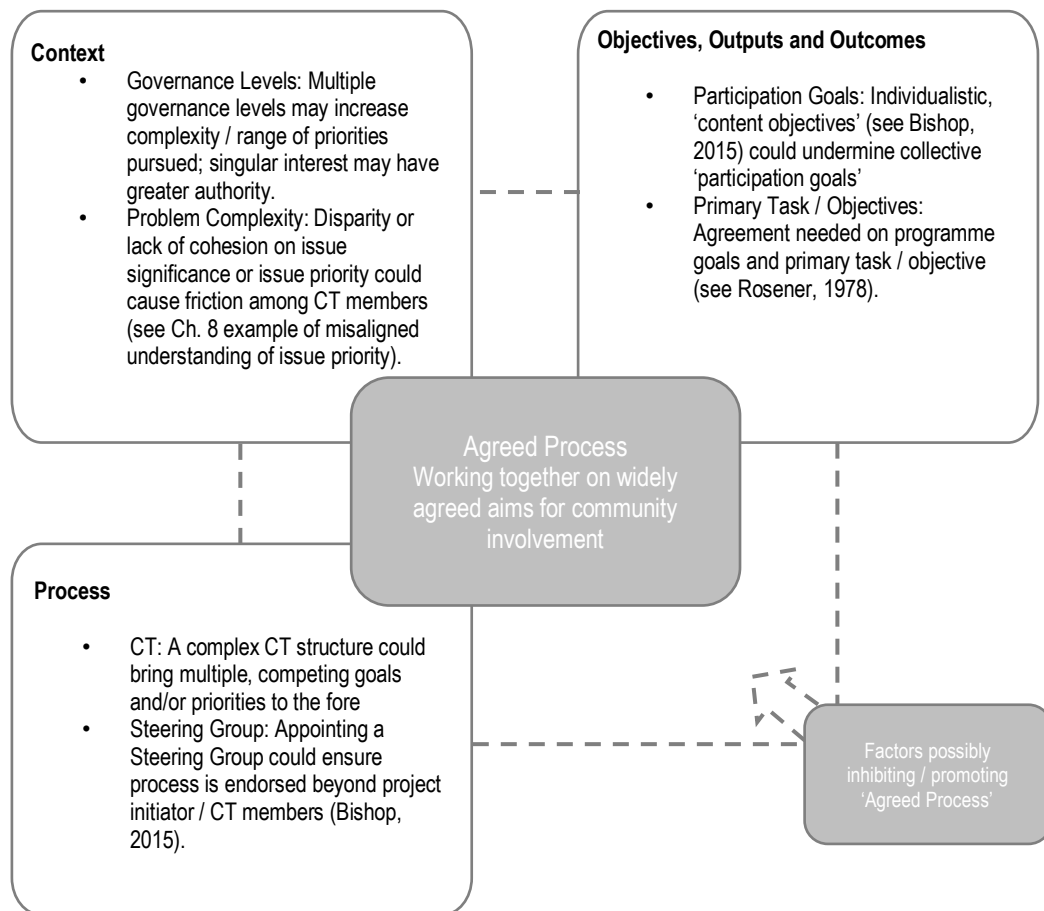 Context
• Governance Levels: Multiple
governance levels may increase
complexity / range of priorities
pursued; singular interest may have
greater authority.
• Problem Complexity: Disparity or
lack of cohesion on issue
significance or issue priority could
cause friction among CT members
(see Ch. 8 example of misaligned
understanding of issue priority).
Objectives, Outputs and Outcomes
• Participation Goals: Individualistic,
‘content objectives’ (see Bishop,
2015) could undermine collective
‘participation goals’
• Primary Task / Objectives:
Agreement needed on programme
goals and primary task / objective
(see Rosener, 1978).
Agreed Process
Working together on widely
agreed aims for community
involvement
Process
• CT: A complex CT structure could
bring multiple, competing goals
and/or priorities to the fore
• Steering Group: Appointing a
Steering Group could ensure
process is endorsed beyond project
initiator / CT members (Bishop,
2015).
Factors possibly
inhibiting / promoting
‘Agreed Process’